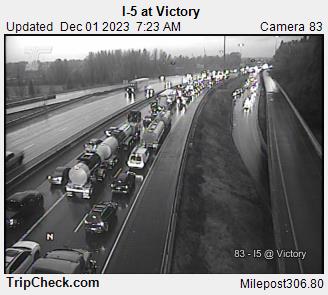 I-5 at Victory
Updated Dec 01 2023 7:23 AM Camera 83
N
83 - I5 @ Victory
TripCheck.com Milepost306.80